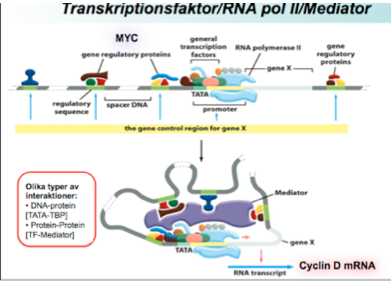 Transkriptionsfaktor/RNA pol II/Mediator
MYC
gene regulatory proteins
general
transcription
factors
RNA polymerase II
gene X
gene
regulatory
proteins
regulatory
sequence
spacer DNA
TATA
promoter
the gene control region for gene X
Olika typer av
interaktioner:
• DNA-protein
[TATA-TBP]
• Protein-Protein
[TF-Mediator]
Mediator
TATA
gene X
RNA transcript
Cyclin D mRNA